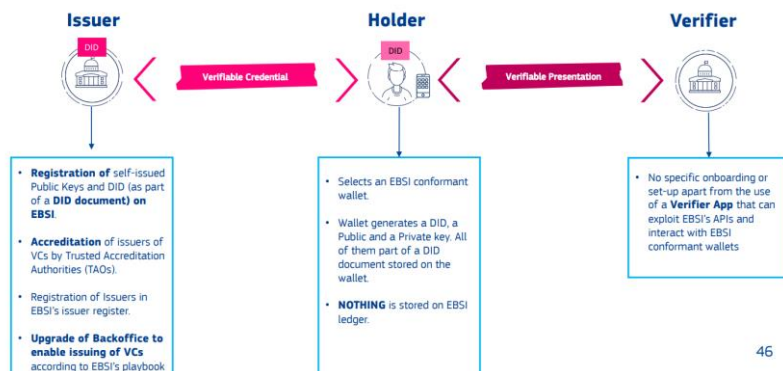 Issuer
Holder
Verifier
DID
DID
Verifiable Credential
Verifiable Presentation
• Registration of self-issued
Public Keys and DID (as part
of a DID document) on
EBSI.
• Accreditation of issuers of
VCs by Trusted Accreditation
Authorities (TAOs).
• Registration of Issuers in
EBSI's issuer register.
• Upgrade of Backoffice to
enable issuing of VCs
according to EBSI's playbook
• Selects an EBSI conformant
wallet.
• Wallet generates a DID, a
Public and a Private key. All
of them part of a DID
document stored on the
wallet.
• NOTHING is stored on EBSI
ledger.
• No specific onboarding or
set-up apart from the use
of a Verifier App that can
exploit EBSI's APIs and
interact with EBSI
conformant wallets
46